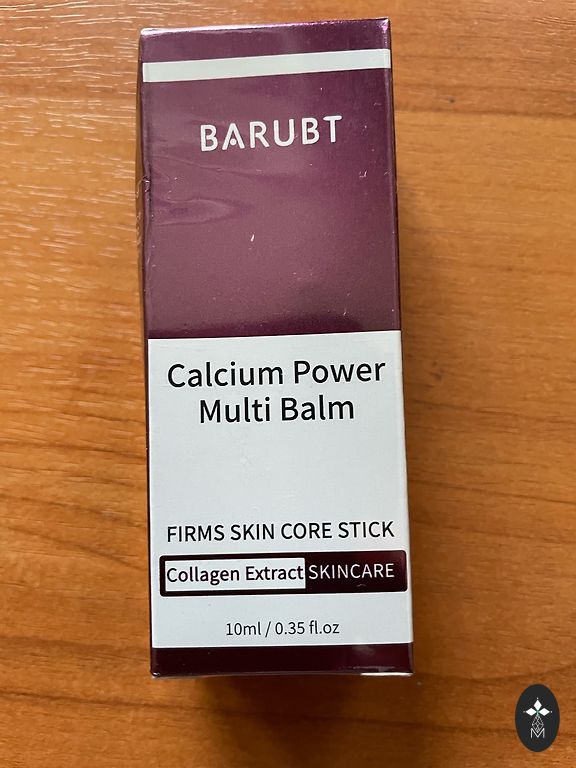 BARUBT
Calcium Power
Multi Balm
FIRMS SKIN CORE STICK
Collagen Extract SKINCARE
10ml / 0.35 fl.oz
M